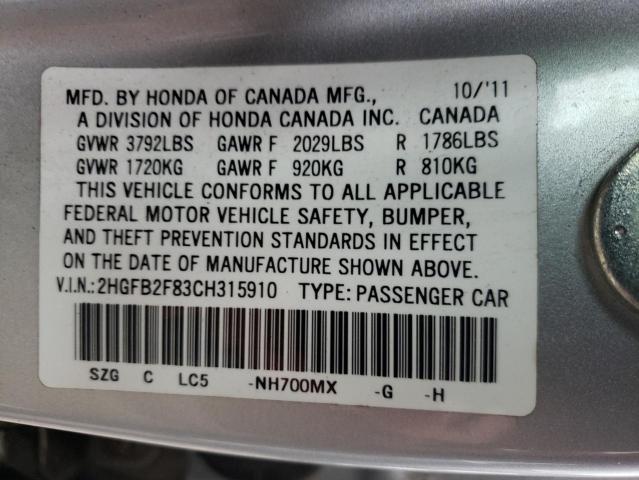 MFD. BY HONDA OF CANADA MFG., 10/'11
A DIVISION OF HONDA CANADA INC. CANADA
GVWR 3792LBS GAWR F 2029LBS R 1786LBS
GVWR 1720KG GAWR F 920KG R 810KG
THIS VEHICLE CONFORMS TO ALL APPLICABLE
FEDERAL MOTOR VEHICLE SAFETY, BUMPER,
AND THEFT PREVENTION STANDARDS IN EFFECT
ON THE DATE OF MANUFACTURE SHOWN ABOVE.
V.I.N.:2HGFB2F83CH315910 TYPE:PASSENGER CAR
SZG C LC5 -NH700MX -G -H